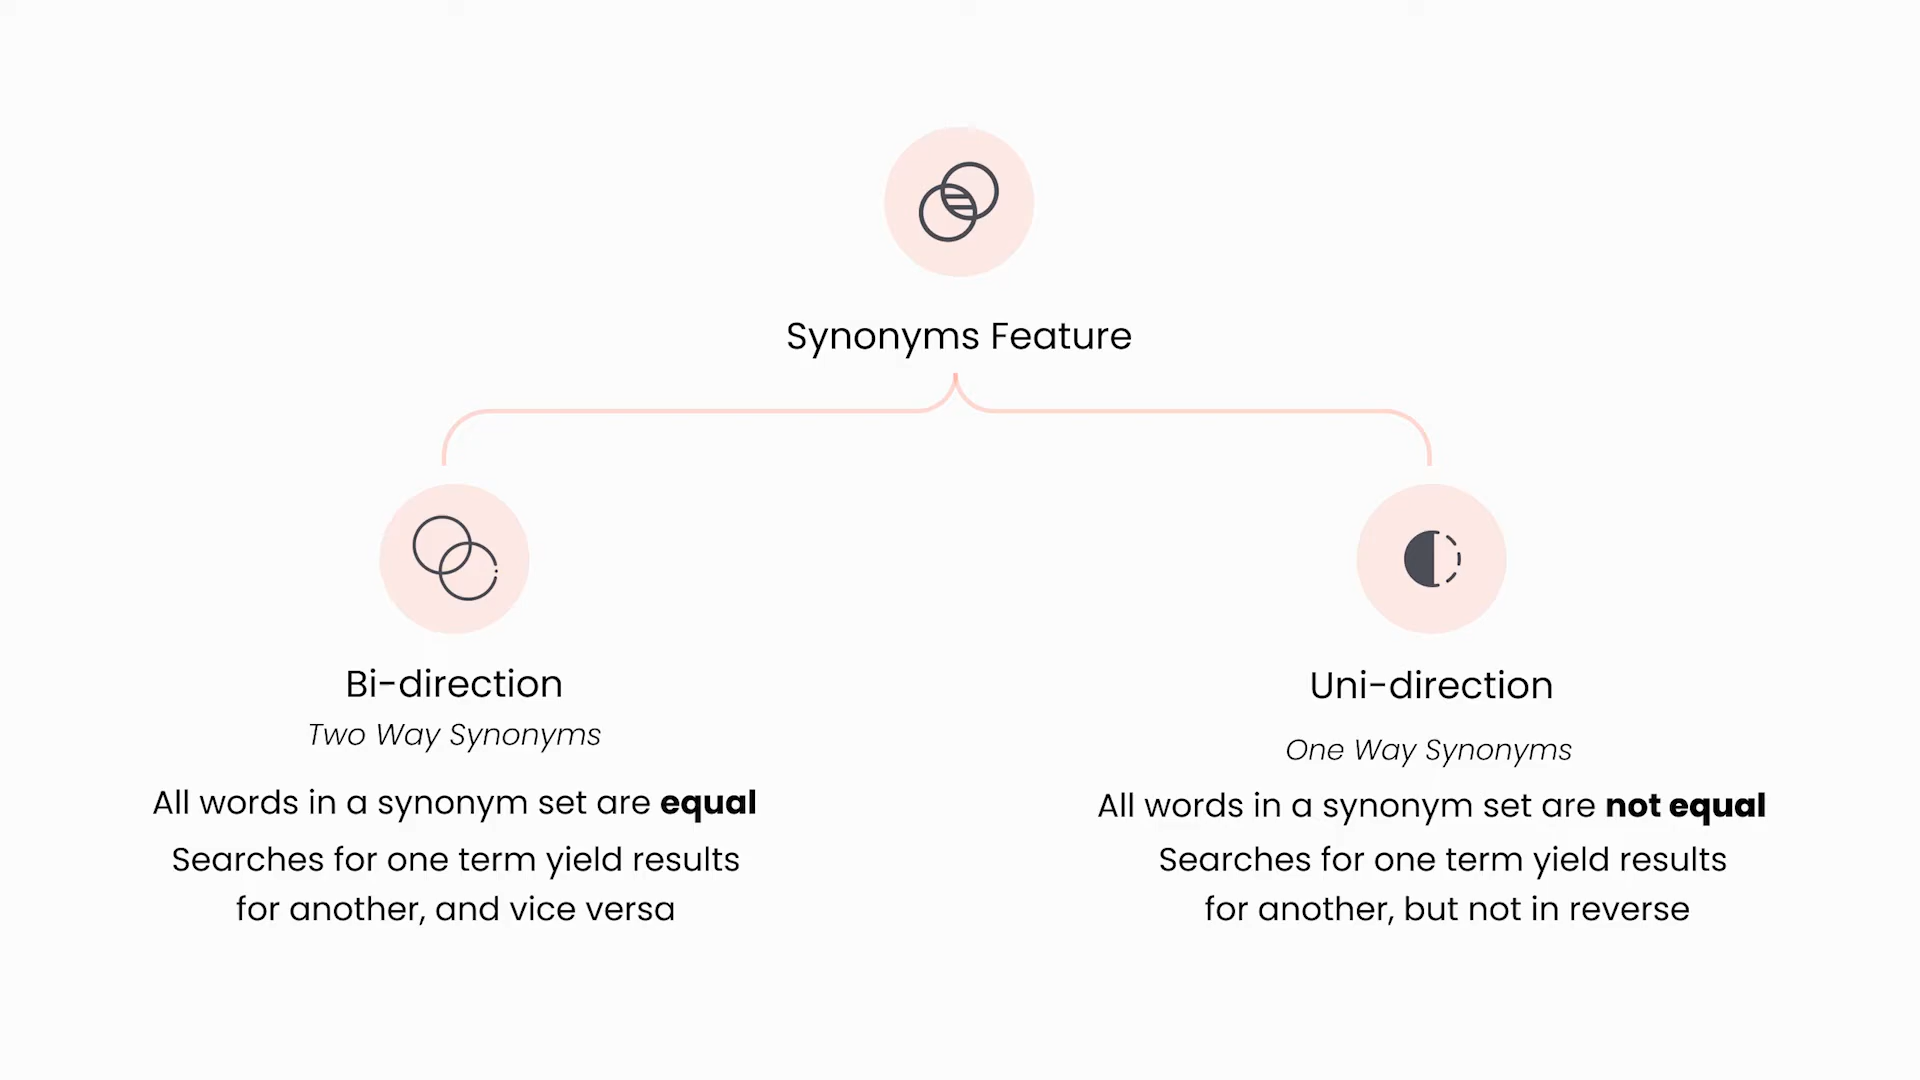 Synonyms Feature
Bi-direction
Two Way Synonyms
All words in a synonym set are equal
Searches for one term yield results
for another, and vice versa
Uni-direction
One Way Synonyms
All words in a synonym set are not equal
Searches for one term yield results
for another, but not in reverse